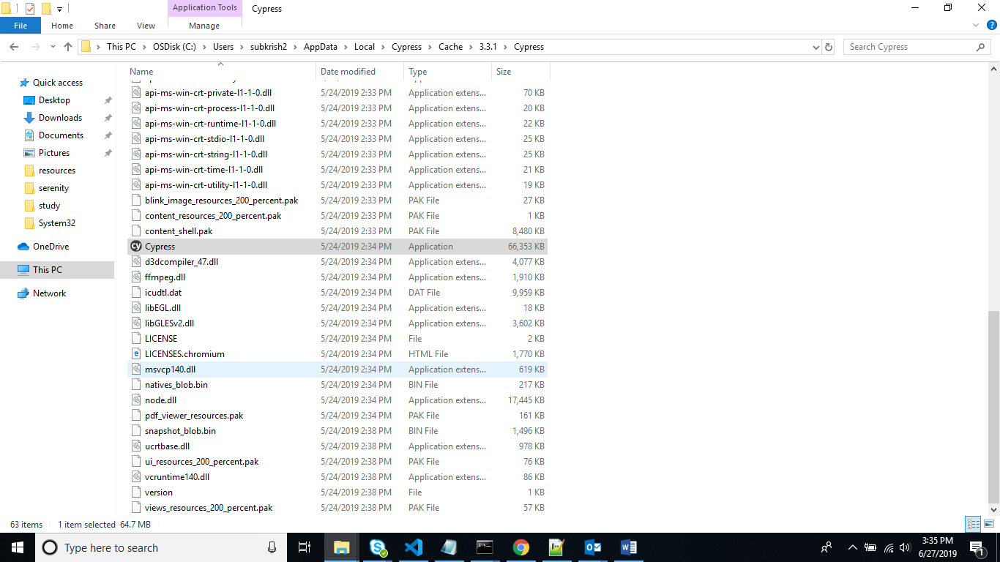 Application Tools
Cypress
File
Home
Share
View
Manage
This PC
OSDisk (C:)
Users
subkrish2
AppData
Local
Cypress
Cache
3.3.1
Cypress
Search Cypress
Quick access
Desktop
Downloads
Documents
Pictures
resources
serenity
study
System32
OneDrive
This PC
Network
Name Date modified Type Size
api-ms-win-crt-private-l1-1-0.dll 5/24/2019 2:33 PM Application extens... 70 KB
api-ms-win-crt-process-l1-1-0.dll 5/24/2019 2:33 PM Application extens... 20 KB
api-ms-win-crt-runtime-l1-1-0.dll 5/24/2019 2:33 PM Application extens... 22 KB
api-ms-win-crt-stdio-l1-1-0.dll 5/24/2019 2:33 PM Application extens... 25 KB
api-ms-win-crt-string-l1-1-0.dll 5/24/2019 2:33 PM Application extens... 25 KB
api-ms-win-crt-time-l1-1-0.dll 5/24/2019 2:33 PM Application extens... 21 KB
api-ms-win-crt-utility-l1-1-0.dll 5/24/2019 2:33 PM Application extens... 19 KB
blink_image_resources_200_percent.pak 5/24/2019 2:33 PM PAK File 27 KB
content_resources_200_percent.pak 5/24/2019 2:33 PM PAK File 1 KB
content_shell.pak 5/24/2019 2:33 PM PAK File 8,480 KB
cy Cypress 5/24/2019 2:34 PM Application 66,353 KB
d3dcompiler_47.dll 5/24/2019 2:34 PM Application extens... 4,077 KB
ffmpeg.dll 5/24/2019 2:34 PM Application extens... 1,910 KB
icudtl.dat 5/24/2019 2:34 PM DAT File 9,959 KB
libEGL.dll 5/24/2019 2:34 PM Application extens... 18 KB
libGLESv2.dll 5/24/2019 2:34 PM Application extens... 3,602 KB
LICENSE 5/24/2019 2:34 PM File 2 KB
LICENSES.chromium 5/24/2019 2:34 PM HTML File 1,770 KB
msvcp140.dll 5/24/2019 2:34 PM Application extens... 619 KB
natives_blob.bin 5/24/2019 2:34 PM BIN File 217 KB
node.dll 5/24/2019 2:34 PM Application extens... 17,445 KB
pdf_viewer_resources.pak 5/24/2019 2:34 PM PAK File 161 KB
snapshot_blob.bin 5/24/2019 2:38 PM BIN File 1,496 KB
ucrtbase.dll 5/24/2019 2:38 PM Application extens... 978 KB
ui_resources_200_percent.pak 5/24/2019 2:38 PM PAK File 76 KB
vcruntime140.dll 5/24/2019 2:38 PM Application extens... 86 KB
version 5/24/2019 2:38 PM File 1 KB
views_resources_200_percent.pak 5/24/2019 2:38 PM PAK File 57 KB
63 items 1 item selected 64.7 MB
Type here to search
3:35 PM
6/27/2019
1